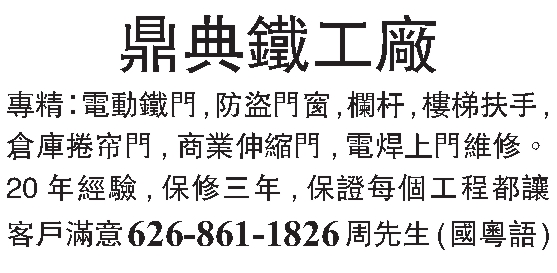 鼎典鐵工廠
專精:電動鐵門,防盜門窗,欄杆,樓梯扶手,
倉庫捲帘門,商業伸縮門,電焊上門維修。
20年經驗,保修三年,保證每個工程都讓
客戶滿意626-861-1826周先生(國粵語)